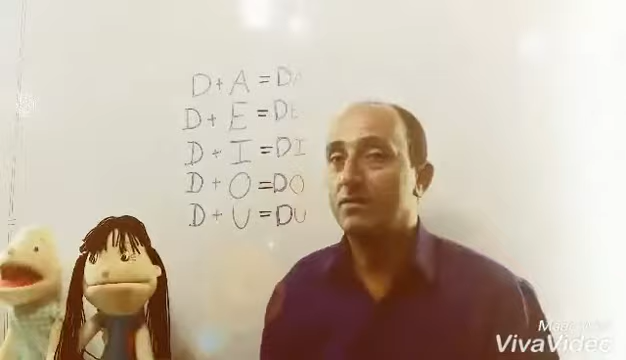 D + A = DA
D + E = DE
D + I = DI
D + O = DO
D + U = DU
VivaVideo